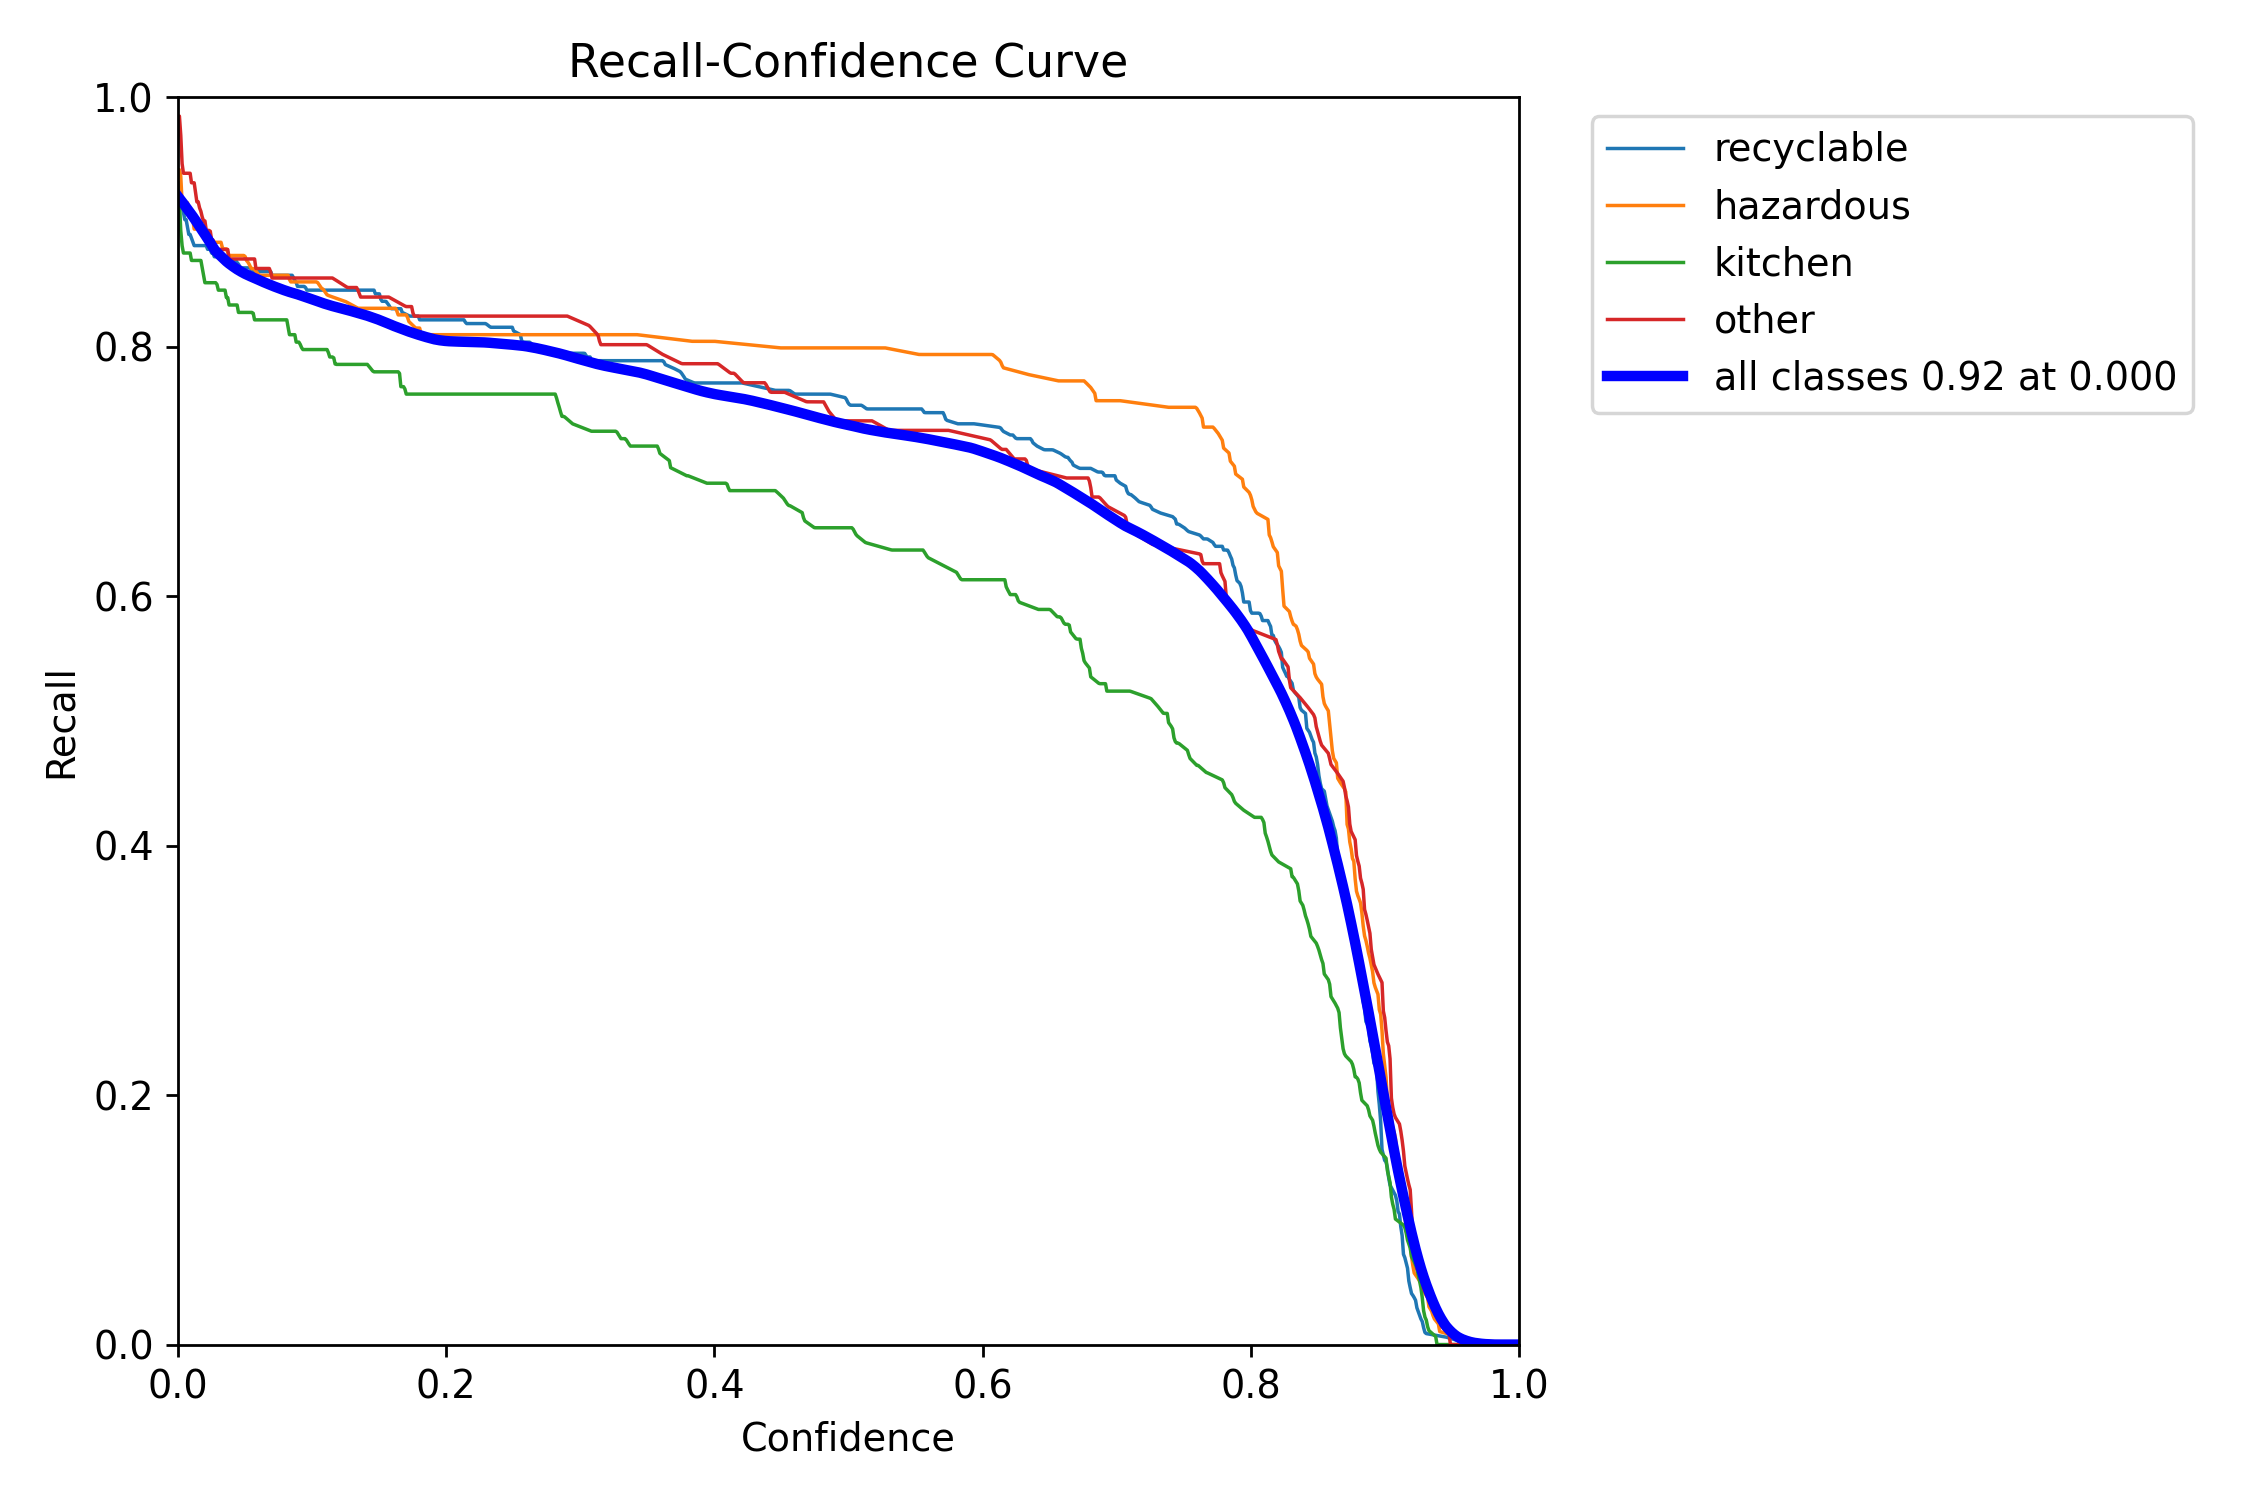 Recall-Confidence Curve
1.0
0.8
0.6
0.4
0.2
0.0
Recall
0.0 0.2 0.4 0.6 0.8 1.0
Confidence
recyclable
hazardous
kitchen
other
all classes 0.92 at 0.000